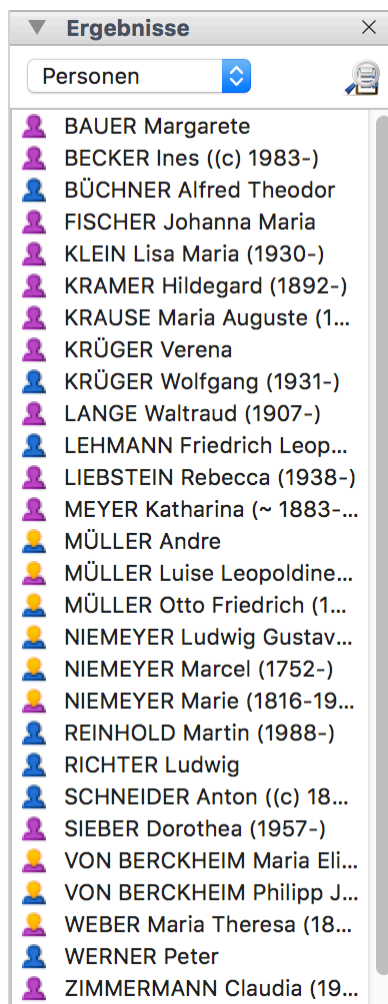 Ergebnisse
Personen
BAUER Margarete
BECKER Ines ((c) 1983-)
BÜCHNER Alfred Theodor
FISCHER Johanna Maria
KLEIN Lisa Maria (1930-)
KRAMER Hildegard (1892-)
KRAUSE Maria Auguste (1...
KRÜGER Verena
KRÜGER Wolfgang (1931-)
LANGE Waltraud (1907-)
LEHMANN Friedrich Leop...
LIEBSTEIN Rebecca (1938-)
MEYER Katharina (~ 1883-...
MÜLLER Andre
MÜLLER Luise Leopoldine...
MÜLLER Otto Friedrich (1...
NIEMEYER Ludwig Gustav...
NIEMEYER Marcel (1752-)
NIEMEYER Marie (1816-19...
REINHOLD Martin (1988-)
RICHTER Ludwig
SCHNEIDER Anton ((c) 18...
SIEBER Dorothea (1957-)
VON BERCKHEIM Maria Eli...
VON BERCKHEIM Philipp J...
WEBER Maria Theresa (18...
WERNER Peter
ZIMMERMANN Claudia (19...